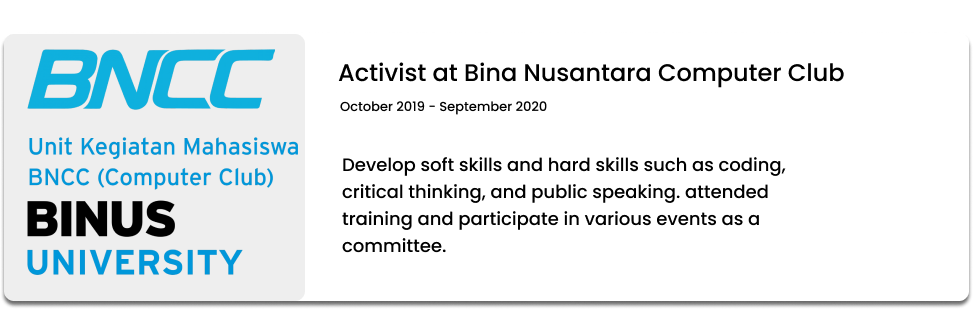 BNCC
Unit Kegiatan Mahasiswa
BNCC (Computer Club)
BINUS
UNIVERSITY
Activist at Bina Nusantara Computer Club
October 2019 - September 2020
Develop soft skills and hard skills such as coding,
critical thinking, and public speaking. attended
training and participate in various events as a
committee.